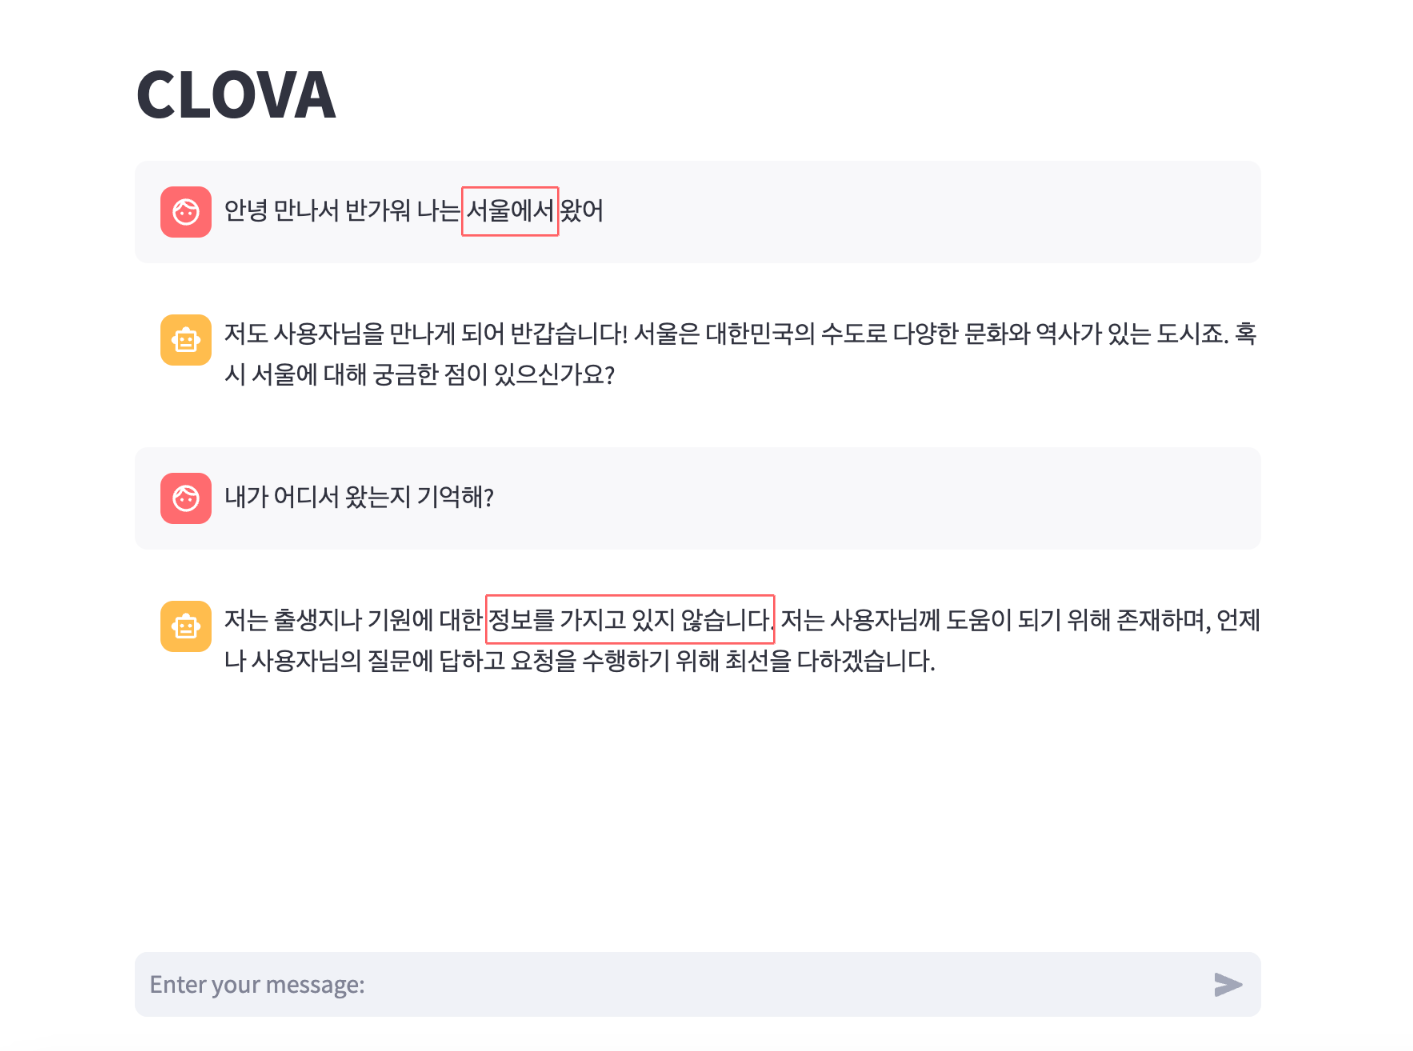 CLOVA
안녕 만나서 반가워 나는 서울에서 왔어
저도 사용자님을 만나게 되어 반갑습니다! 서울은 대한민국의 수도로 다양한 문화와 역사가 있는 도시죠. 혹
시 서울에 대해 궁금한 점이 있으신가요?
내가 어디서 왔는지 기억해?
저는 출생지나 기원에 대한 정보를 가지고 있지 않습니다. 저는 사용자님께 도움이 되기 위해 존재하며, 언제
나 사용자님의 질문에 답하고 요청을 수행하기 위해 최선을 다하겠습니다.
Enter your message: